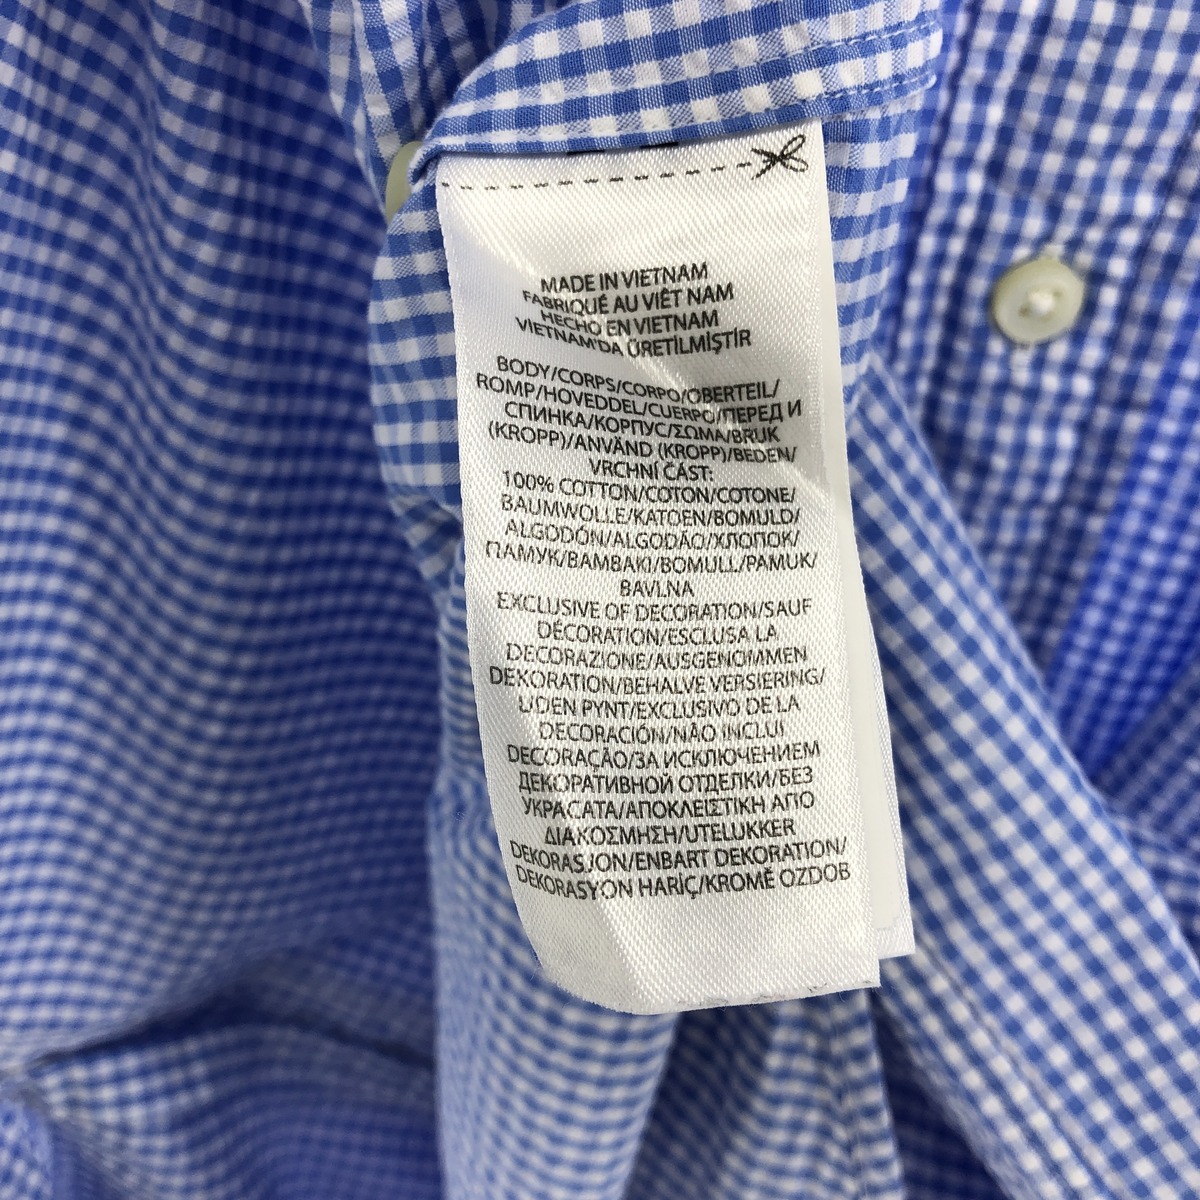 MADE IN VIETNAM
FABRIQUÉ AU VIÊT NAM
HECHO EN VIETNAM
VIETNAM'DA ÜRETİLMİŞTİR
BODY/CORPS/CORPO/OBERTEIL/
ROMP/HOVEDDEL/CUERPO/ПЕРЕД И
СПИНКА/КОРПУС/ΣΩΜΑ/BRUK
(KROPP)/ANVÄND (KROPP)/BEDEN/
VRCHNÍ ČÁST:
100% COTTON/COTON/COTONE/
BAUMWOLLE/KATOEN/BOMULD/
ALGODÓN/ALGODÃO/ХЛОПОК/
ПАМУК/ΒΑΜΒΑΚΙ/BOMULL/PAMUK/
BAVLNA
EXCLUSIVE OF DECORATION/SAUF
DÉCORATION/ESCLUSA LA
DECORAZIONE/AUSGENOMMEN
DEKORATION/BEHALVE VERSIERING/
UDEN PYNT/EXCLUSIVO DE LA
DECORACIÓN/NÃO INCLUI
DECORAÇÃO/ЗА ИСКЛЮЧЕНИЕМ
ДЕКОРАТИВНОЙ ОТДЕЛКИ/БЕЗ
УКРАСАТА/ΑΠΟΚΛΕΙΣΤΙΚΗ ΑΠΟ
ΔΙΑΚΟΣΜΗΣΗ/UTELUKKER
DEKORASJON/ENBART DEKORATION/
DEKORASYON HARİÇ/KROMĚ OZDOB